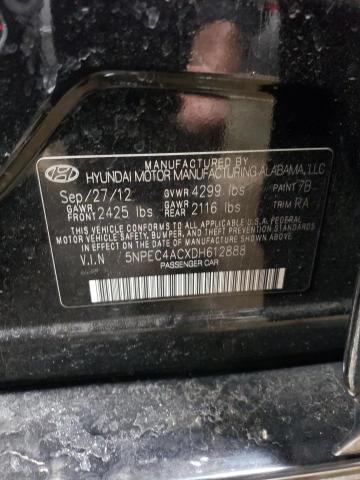 HYUNDAI MOTOR MANUFACTURING ALABAMA, LLC
Sep/27/12 GVWR 4299 lbs PAINT 7B
GAWR FRONT 2425 lbs GAWR REAR 2116 lbs TRIM RA
THIS VEHICLE CONFORMS TO ALL APPLICABLE U.S.A FEDERAL
MOTOR VEHICLE SAFETY, BUMPER, AND THEFT PREVENTION STANDARDS
IN EFFECT ON THE DATE OF MANUFACTURE SHOWN ABOVE.
V.I.N 5NPEC4ACXDH612888
PASSENGER CAR